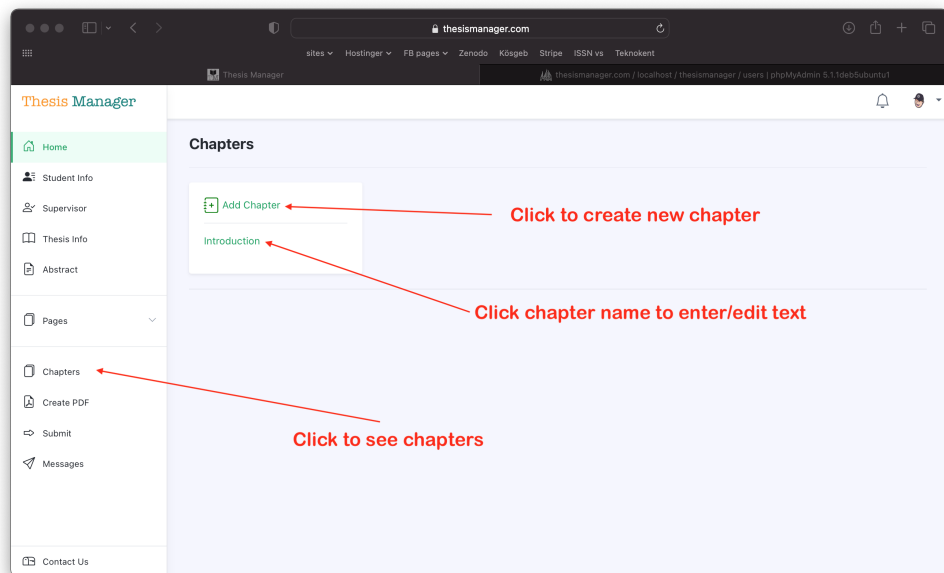 thesismanager.com
sites Hostinger FB pages Zenodo Kösgeb Stripe ISSN vs Teknokent
Thesis Manager
thesismanager.com / localhost / thesismanager / users | phpMyAdmin 5.1.1deb5ubuntu1
Thesis Manager
Home
Student Info
Supervisor
Thesis Info
Abstract
Pages
Chapters
Create PDF
Submit
Messages
Contact Us
Chapters
Add Chapter
Click to create new chapter
Introduction
Click chapter name to enter/edit text
Click to see chapters